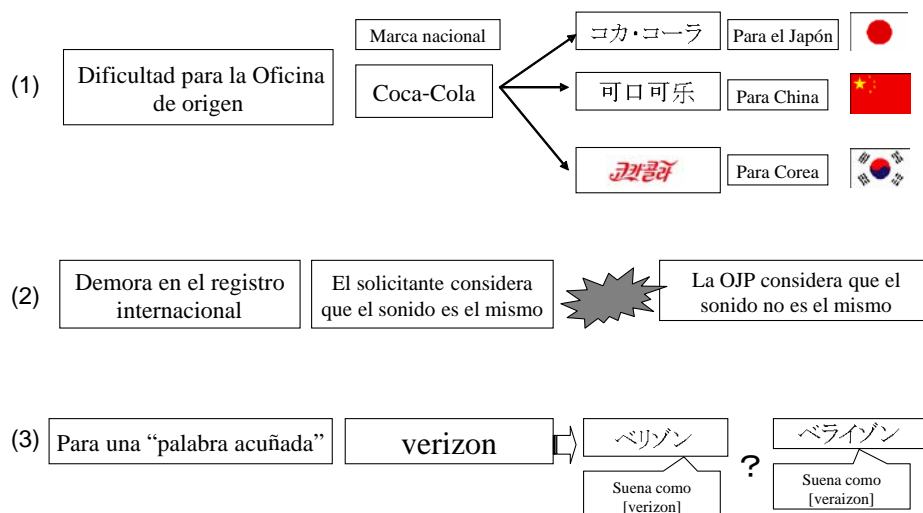 Marca nacional
コカ・コーラ
Para el Japón
(1)
Dificultad para la Oficina
de origen
Coca-Cola
可口可乐
Para China
코카콜라
Para Corea
(2)
Demora en el registro
internacional
El solicitante considera
que el sonido es el mismo
La OJP considera que el
sonido no es el mismo
(3)
Para una “palabra acuñada”
verizon
ベリゾン
?
ベライゾン
Suena como
[verizon]
Suena como
[veraizon]